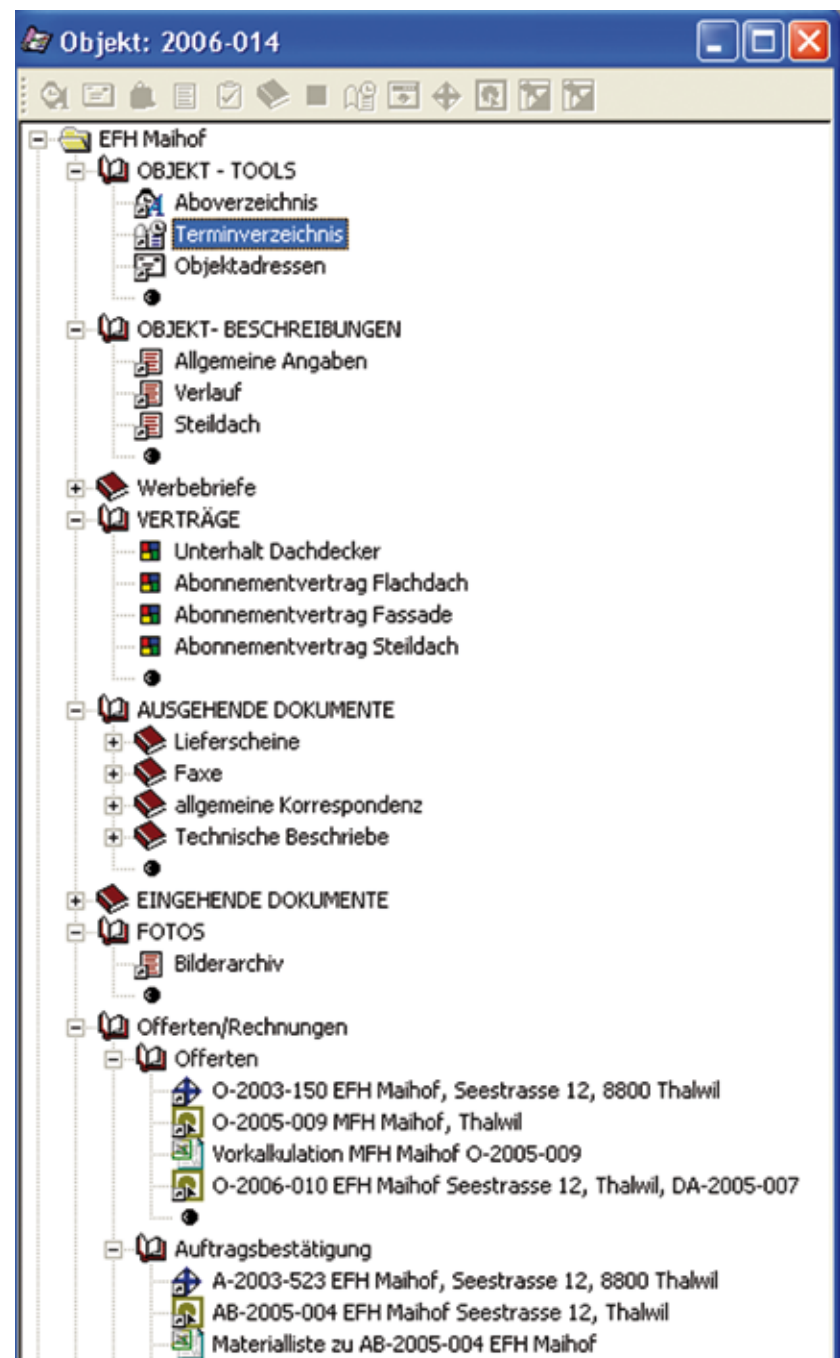 Objekt: 2006-014
EFH Maihof
OBJEKT - TOOLS
Aboverzeichnis
Terminverzeichnis
Objektadressen
OBJEKT- BESCHREIBUNGEN
Allgemeine Angaben
Verlauf
Steildach
Werbebriefe
VERTRÄGE
Unterhalt Dachdecker
Abonnementvertrag Flachdach
Abonnementvertrag Fassade
Abonnementvertrag Steildach
AUSGEHENDE DOKUMENTE
Lieferscheine
Faxe
allgemeine Korrespondenz
Technische Beschriebe
EINGEHENDE DOKUMENTE
FOTOS
Bilderarchiv
Offerten/Rechnungen
Offerten
O-2003-150 EFH Maihof, Seestrasse 12, 8800 Thalwil
O-2005-009 MFH Maihof, Thalwil
Vorkalkulation MFH Maihof O-2005-009
O-2006-010 EFH Maihof Seestrasse 12, Thalwil, DA-2005-007
Auftragsbestätigung
A-2003-523 EFH Maihof, Seestrasse 12, 8800 Thalwil
AB-2005-004 EFH Maihof Seestrasse 12, Thalwil
Materialliste zu AB-2005-004 EFH Maihof